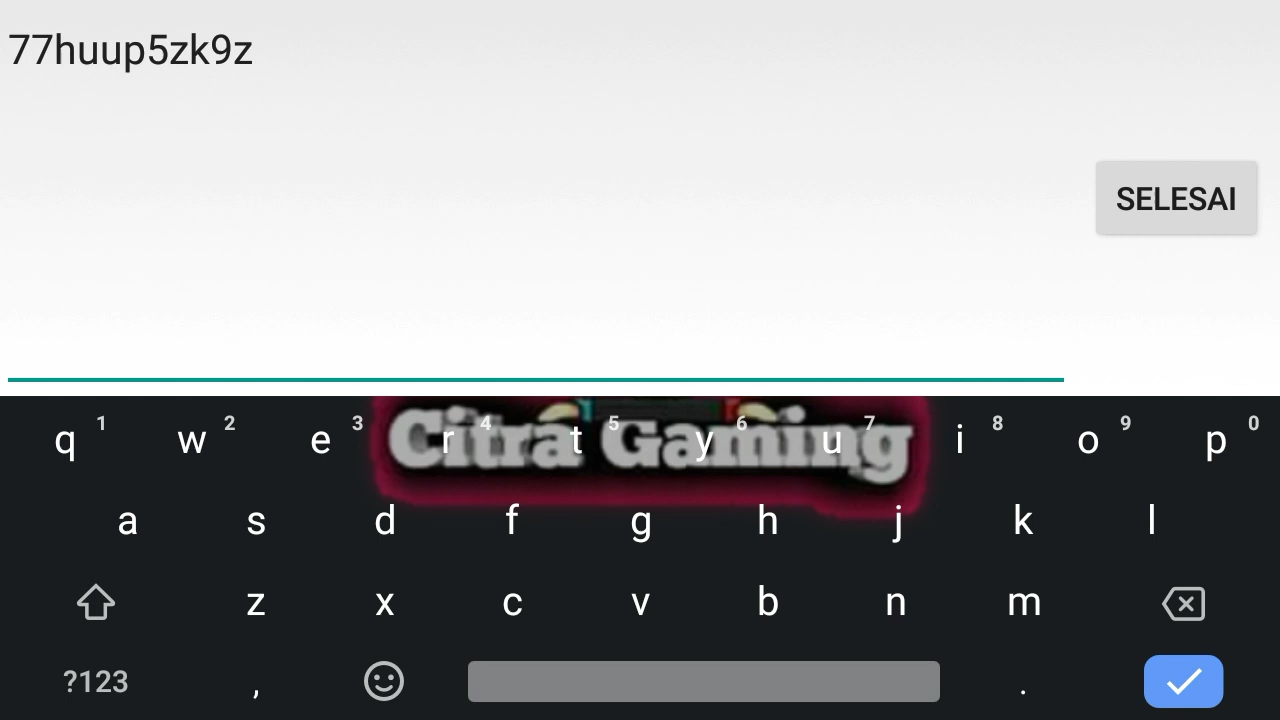 77huup5zk9z
SELESAI
Citra Gaming
q 1 w 2 e 3 r 4 t 5 y 6 u 7 i 8 o 9 p 0
a s d f g h j k l
z x c v b n m
?123 , .